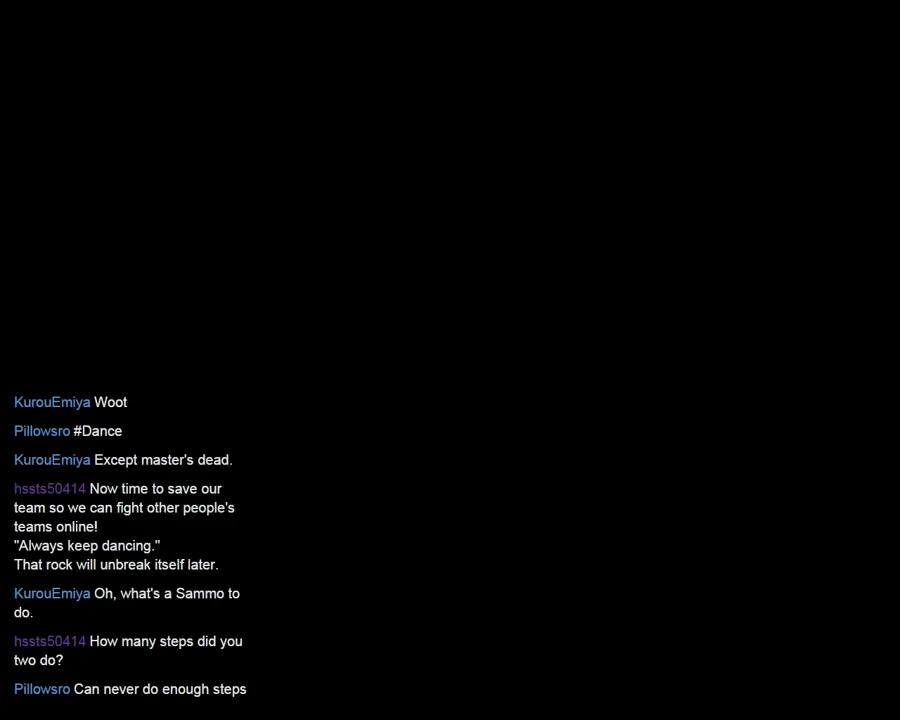 KurouEmiya Woot
Pillowsro #Dance
KurouEmiya Except master's dead.
hssts50414 Now time to save our
team so we can fight other people's
teams online!
"Always keep dancing."
That rock will unbreak itself later.
KurouEmiya Oh, what's a Sammo to
do.
hssts50414 How many steps did you
two do?
Pillowsro Can never do enough steps